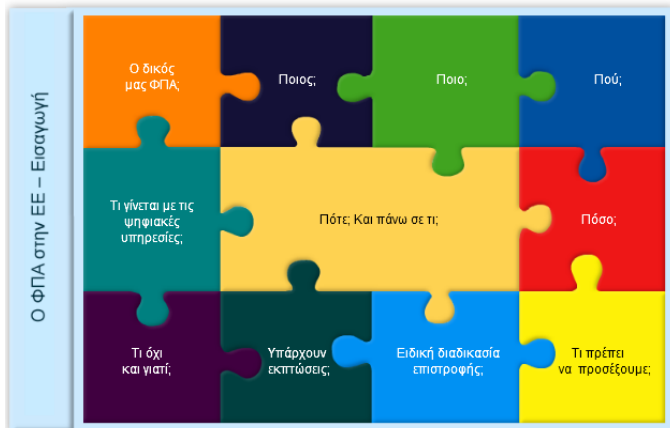 Ο ΦΠΑ στην ΕΕ – Εισαγωγή
Ο δικός
μας ΦΠΑ;
Ποιος;
Ποιο;
Πού;
Τι γίνεται με τις
ψηφιακές
υπηρεσίες;
Πότε; Και πάνω σε τι;
Πόσο;
Τι όχι
και γιατί;
Υπάρχουν
εκπτώσεις;
Ειδική διαδικασία
επιστροφής;
Τι πρέπει
να προσέξουμε;